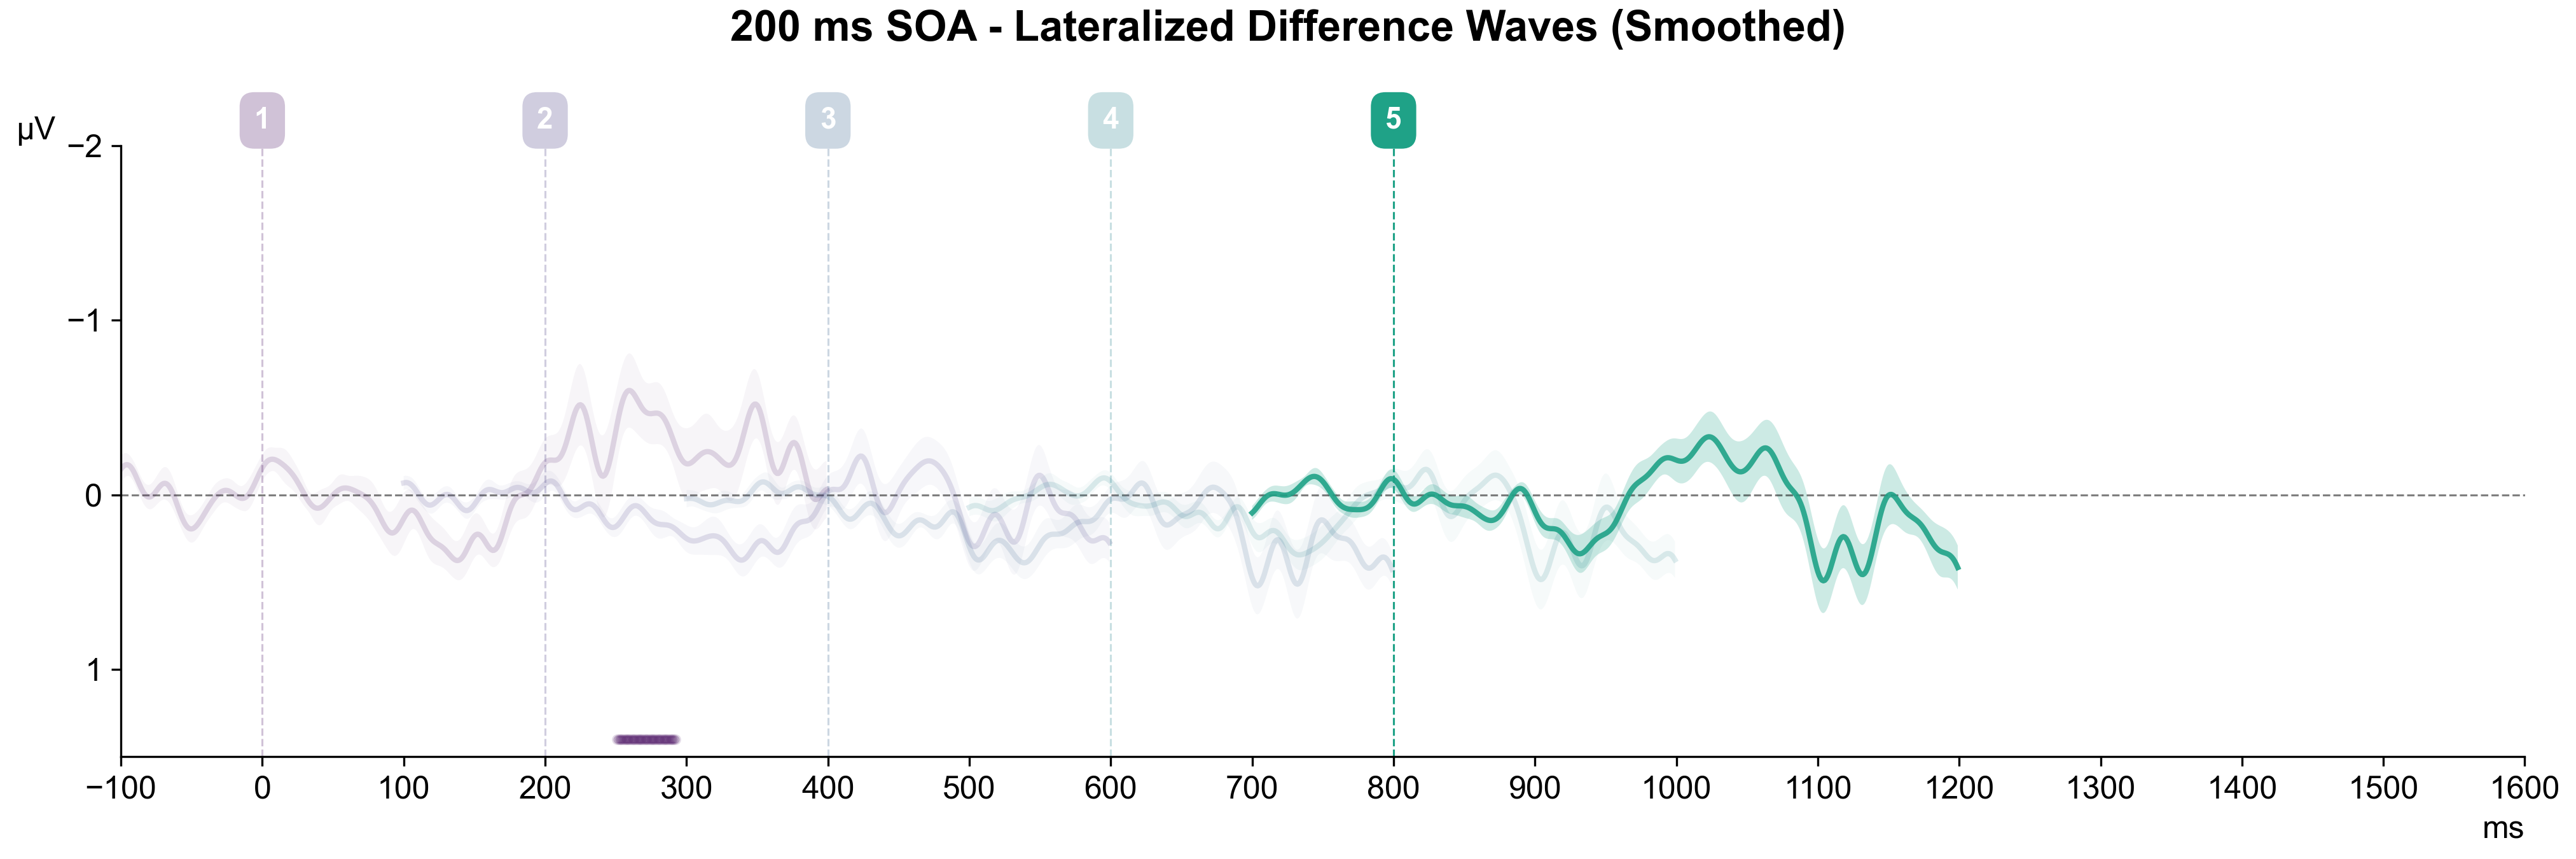 200 ms SOA - Lateralized Difference Waves (Smoothed)
1 2 3 4 5
µV
−2
−1
0
1
−100 0 100 200 300 400 500 600 700 800 900 1000 1100 1200 1300 1400 1500 1600
ms